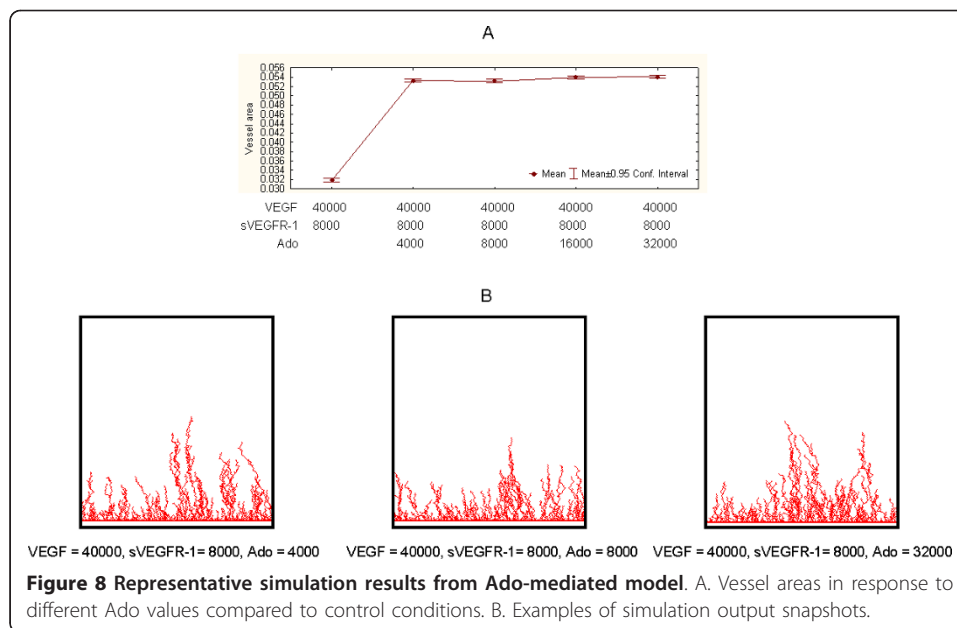 A
0.056
0.054
0.052
0.050
0.048
0.046
0.044
0.042
0.040
0.038
0.036
0.034
0.032
0.030
Vessel area
Mean Mean±0.95 Conf. Interval
VEGF 40000 40000 40000 40000 40000
sVEGFR-1 8000 8000 8000 8000 8000
Ado 4000 8000 16000 32000
B
VEGF = 40000, sVEGFR-1= 8000, Ado = 4000
VEGF = 40000, sVEGFR-1= 8000, Ado = 8000
VEGF = 40000, sVEGFR-1= 8000, Ado = 32000
Figure 8 Representative simulation results from Ado-mediated model. A. Vessel areas in response to
different Ado values compared to control conditions. B. Examples of simulation output snapshots.